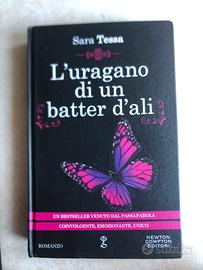 Sara Tessa
L'uragano
di un
batter d'ali
UN BESTSELLER VENUTO DAL PASSAPAROLA
COINVOLGENTE, EMOZIONANTE, UNICO
ROMANZO
NEWTON
COMPTON
EDITORI
subito